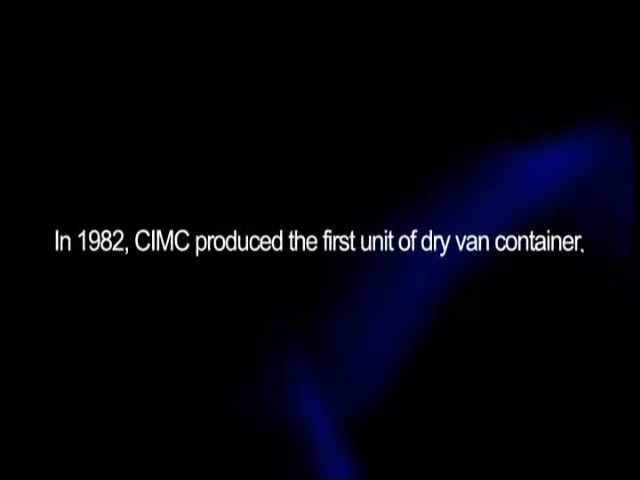 In 1982, CIMC produced the first unit of dry van container.